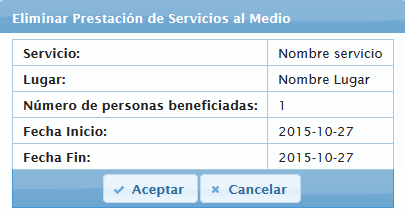 Eliminar Prestación de Servicios al Medio
Servicio: Nombre servicio
Lugar: Nombre Lugar
Número de personas beneficiadas: 1
Fecha Inicio: 2015-10-27
Fecha Fin: 2015-10-27
Aceptar Cancelar